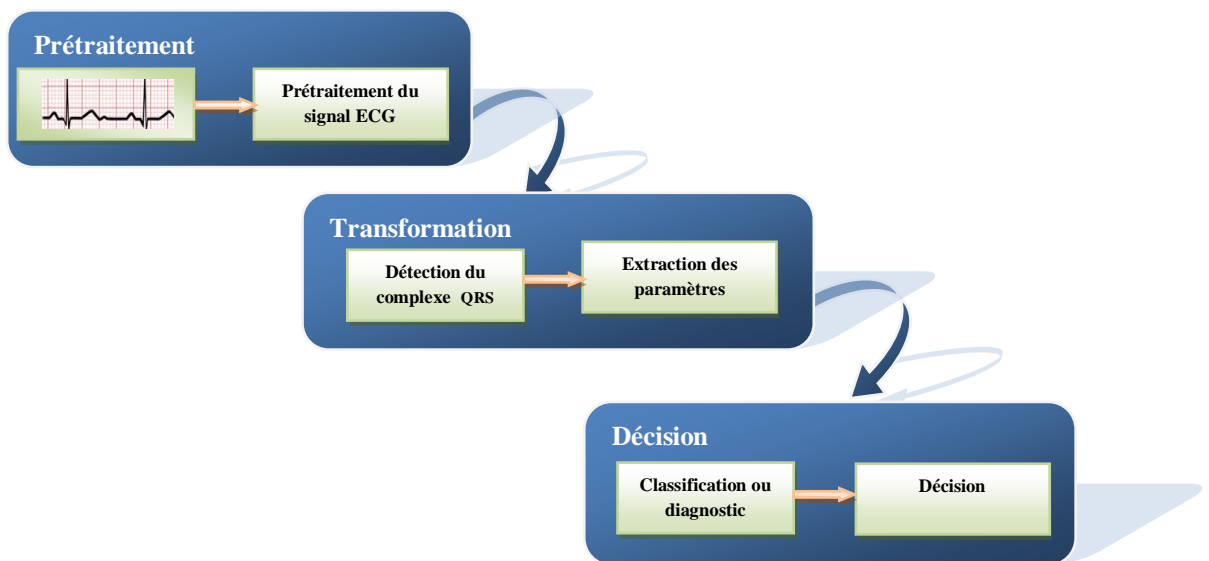 Prétraitement
Prétraitement du
signal ECG
Transformation
Détection du
complexe QRS
Extraction des
paramètres
Décision
Classification ou
diagnostic
Décision